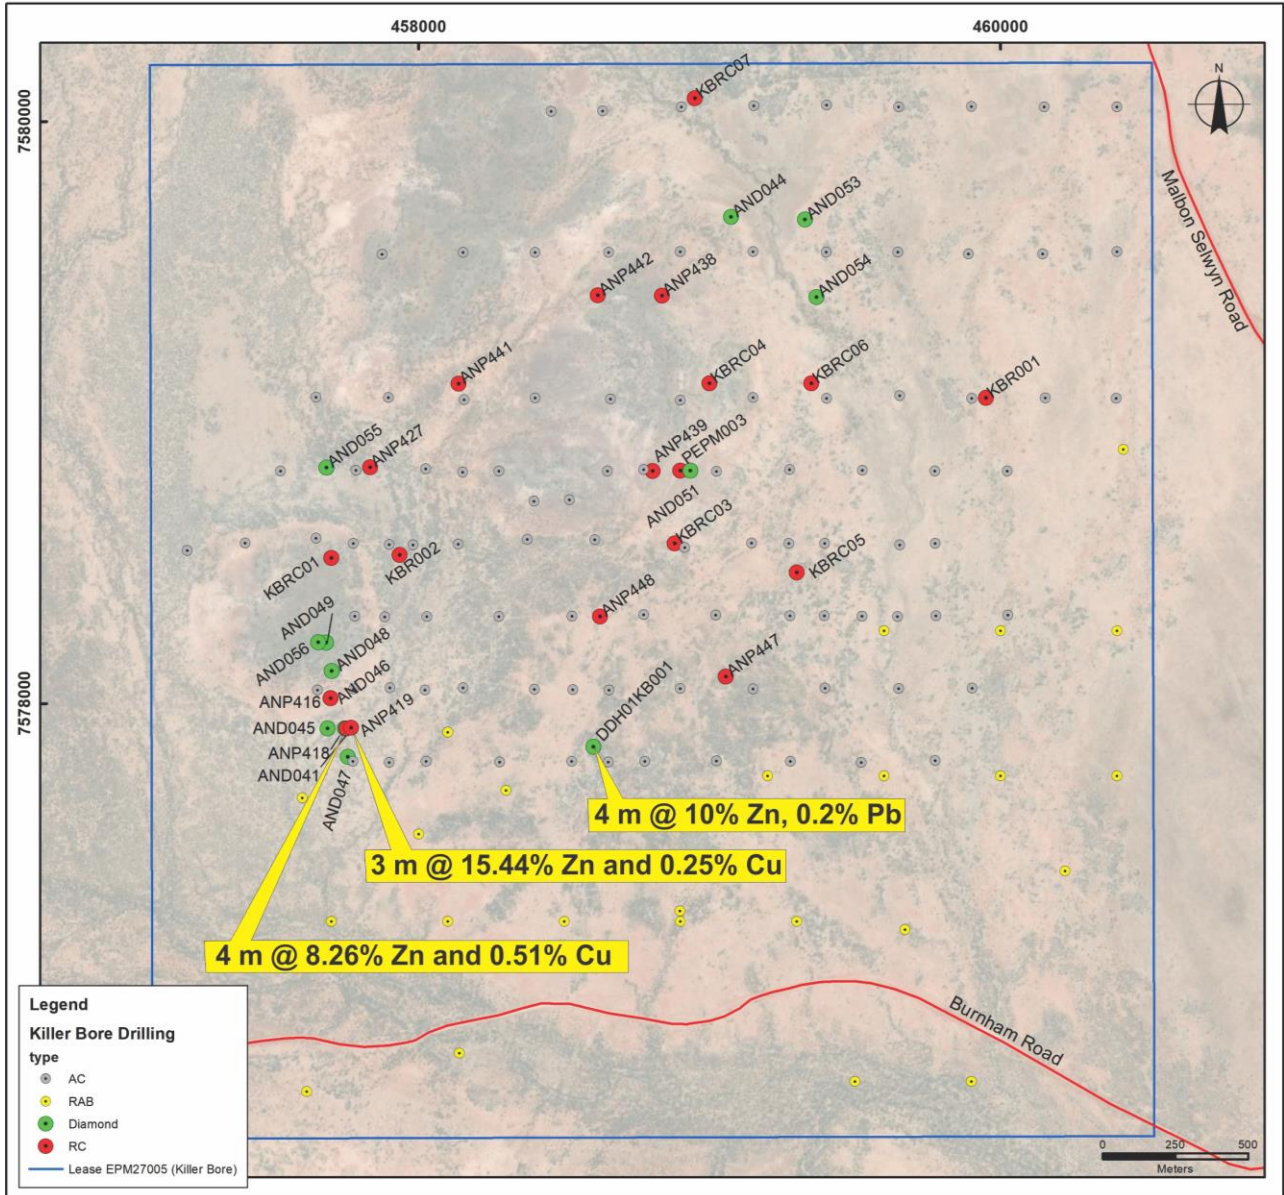 458000
460000
7580000
7578000
N
KBRC07
AND044
AND053
Malbon Selwyn Road
ANP442
ANP438
AND054
ANP441
KBRC04
KBRC06
KBR001
AND055
ANP427
ANP439
PEPM003
AND051
KBRC03
KBRC01
KBR002
KBRC05
AND049
ANP448
AND056
AND048
ANP447
ANP416
AND046
DDH01KB001
AND045
ANP419
ANP418
AND041
AND047
4 m @ 10% Zn, 0.2% Pb
3 m @ 15.44% Zn and 0.25% Cu
4 m @ 8.26% Zn and 0.51% Cu
Burnham Road
Legend
Killer Bore Drilling
type
AC
RAB
Diamond
RC
Lease EPM27005 (Killer Bore)
0 250 500
Meters